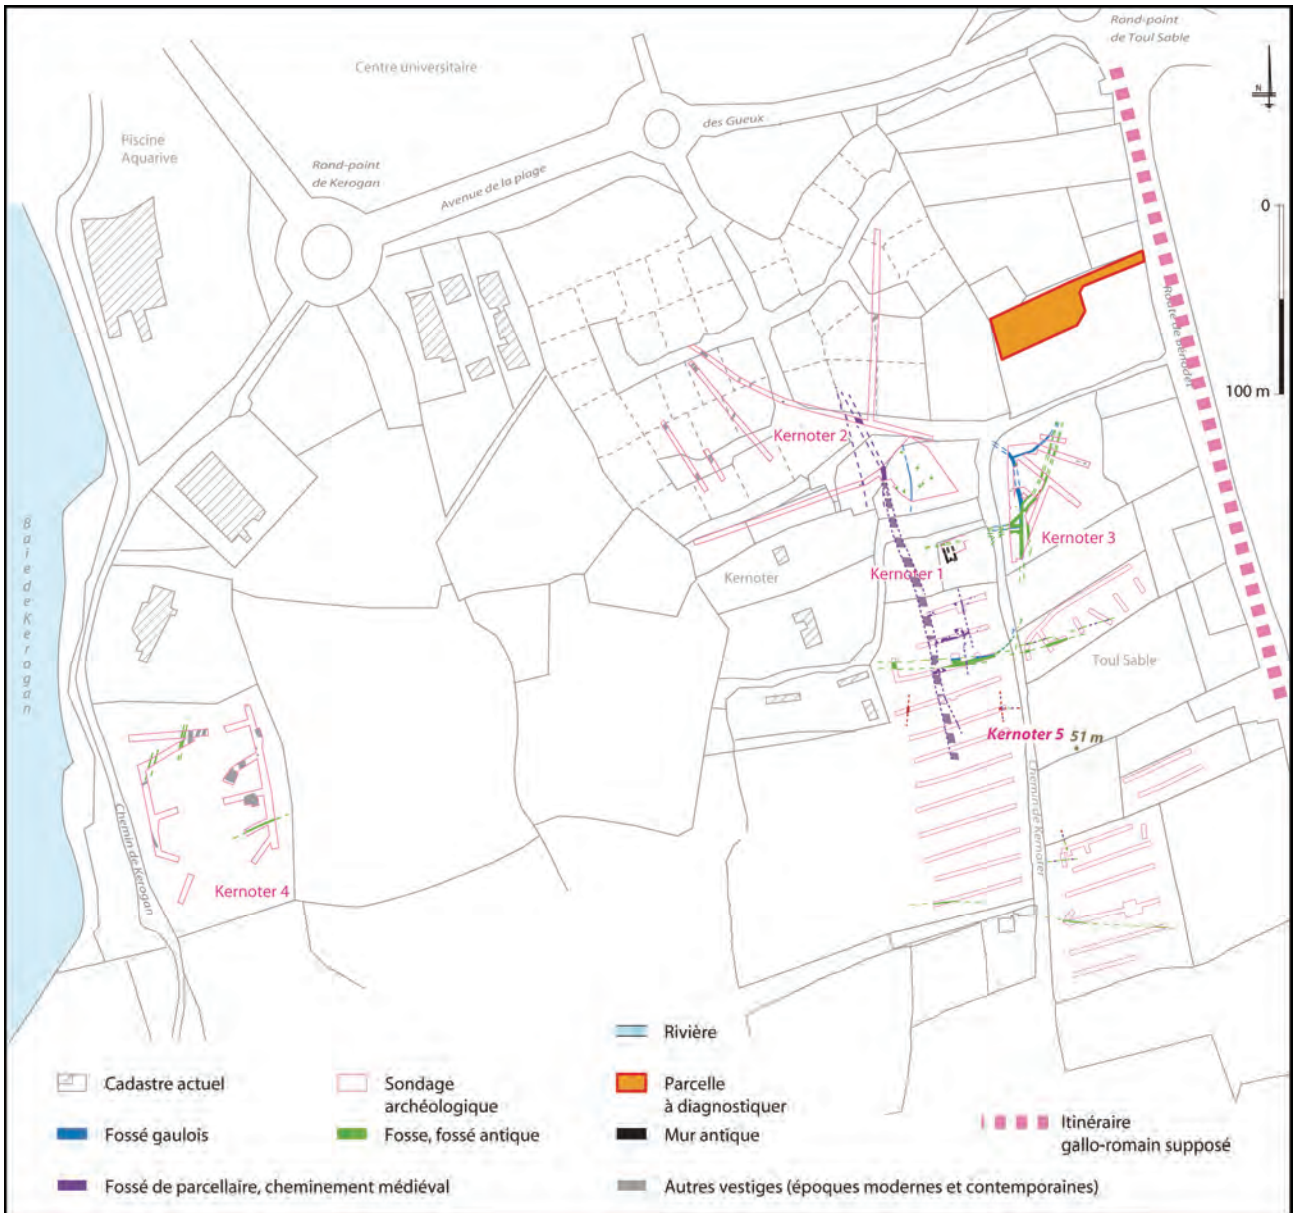 Rond-point
de Toul Sable
Centre universitaire
N
des Gueux
Piscine
Aquarive
Rond-point
de Kerogan
Avenue de la plage
0
Route de Bénodet
100 m
Kernoter 2
Baie de Kerogan
Kernoter 3
Kernoter
Kernoter 1
Toul Sable
Kernoter 5
51 m
Chemin de Kerogan
Chemin de Kernoter
Kernoter 4
Rivière
Cadastre actuel
Sondage
archéologique
Parcelle
à diagnostiquer
Itinéraire
gallo-romain supposé
Fossé gaulois
Fosse, fossé antique
Mur antique
Fossé de parcellaire, cheminement médiéval
Autres vestiges (époques modernes et contemporaines)